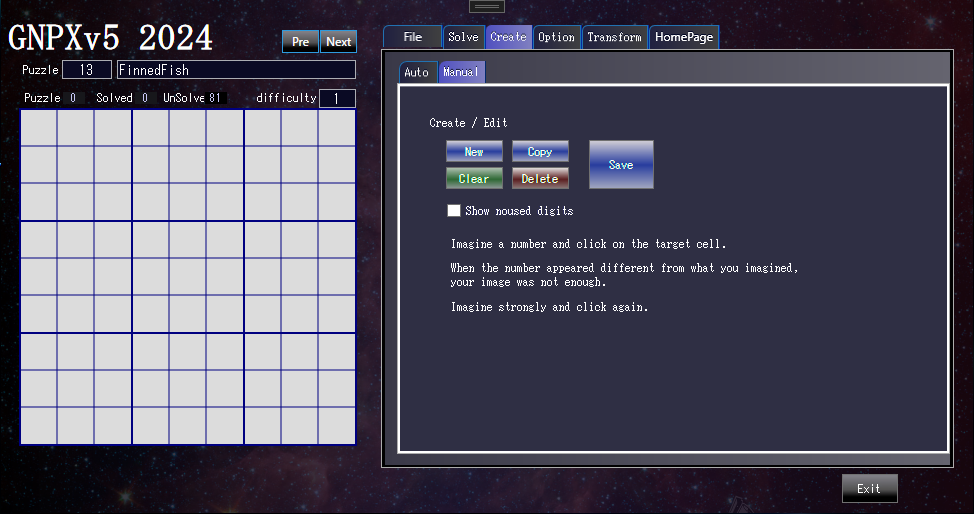 GNPXv5 2024
Pre Next
Puzzle 13 FinnedFish
Puzzle 0 Solved 0 UnSolve 81 difficulty 1
File Solve Create Option Transform HomePage
Auto Manual
Create / Edit
New Copy Save
Clear Delete
Show noused digits
Imagine a number and click on the target cell.
When the number appeared different from what you imagined,
your image was not enough.
Imagine strongly and click again.
Exit